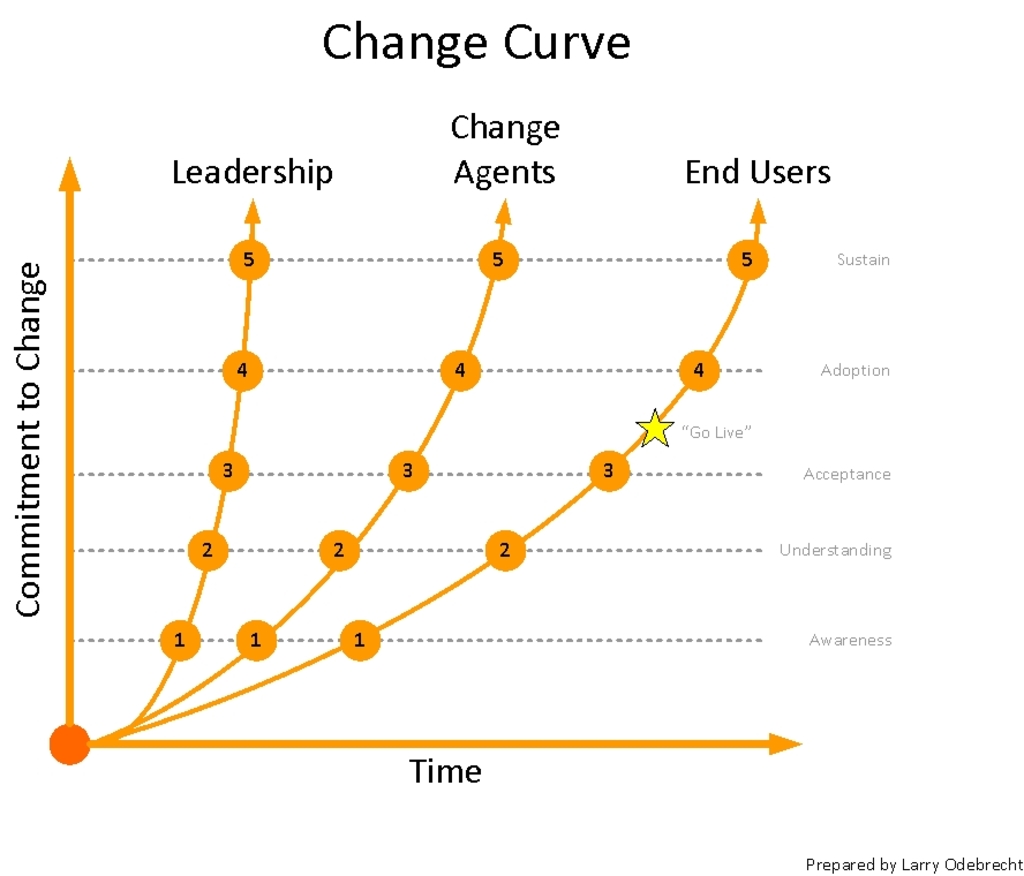 Change Curve
Change
Leadership
Agents
End Users
Commitment to Change
5
5
5
Sustain
4
4
4
Adoption
“Go Live”
3
3
3
Acceptance
2
2
2
Understanding
1
1
1
Awareness
Time
Prepared by Larry Odebrecht